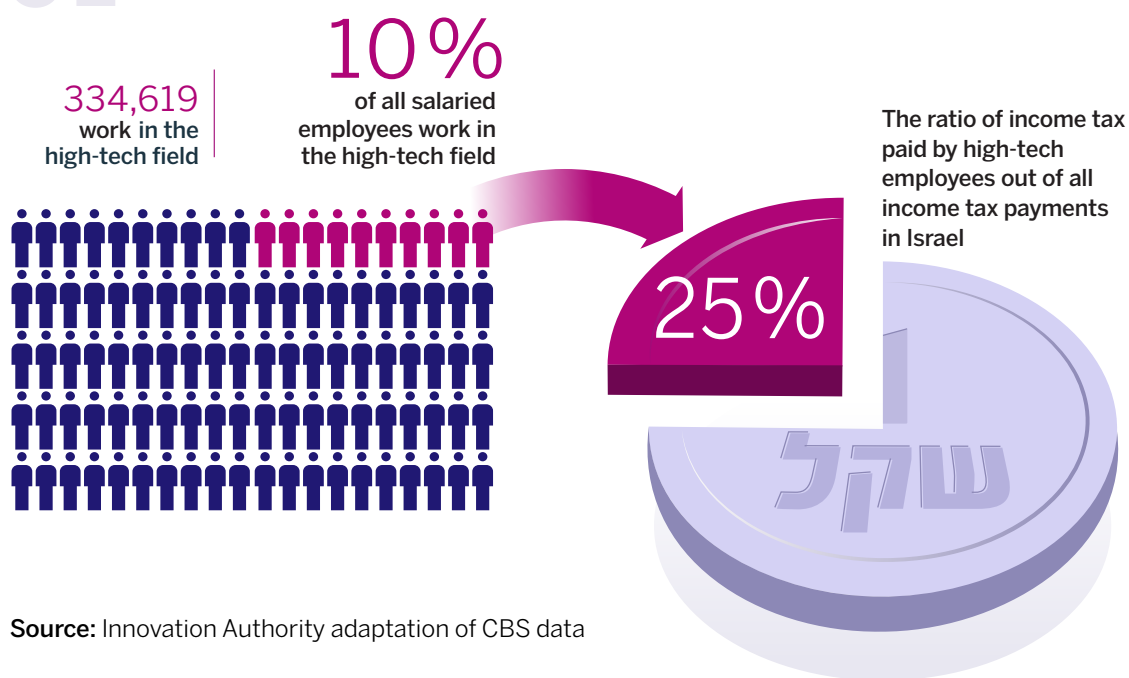 334,619
work in the
high-tech field
10%
of all salaried
employees work in
the high-tech field
The ratio of income tax
paid by high-tech
employees out of all
income tax payments
in Israel
25%
שקל
Source: Innovation Authority adaptation of CBS data